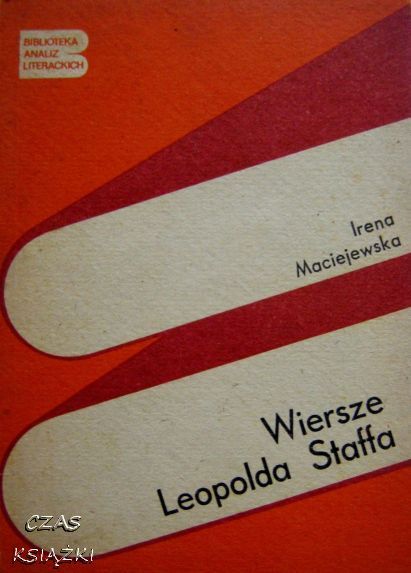 BIBLIOTEKA
ANALIZ
LITERACKICH
Irena
Maciejewska
Wiersze
Leopolda Staffa
CZAS
KSIĄŻKI